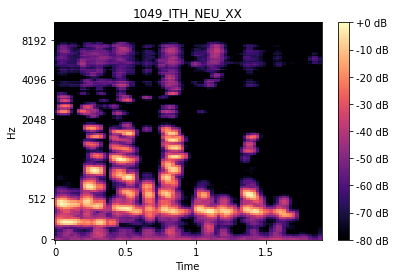 1049_ITH_NEU_XX
Hz
8192
4096
2048
1024
512
0
0
0.5
1
1.5
Time
+0 dB
-10 dB
-20 dB
-30 dB
-40 dB
-50 dB
-60 dB
-70 dB
-80 dB